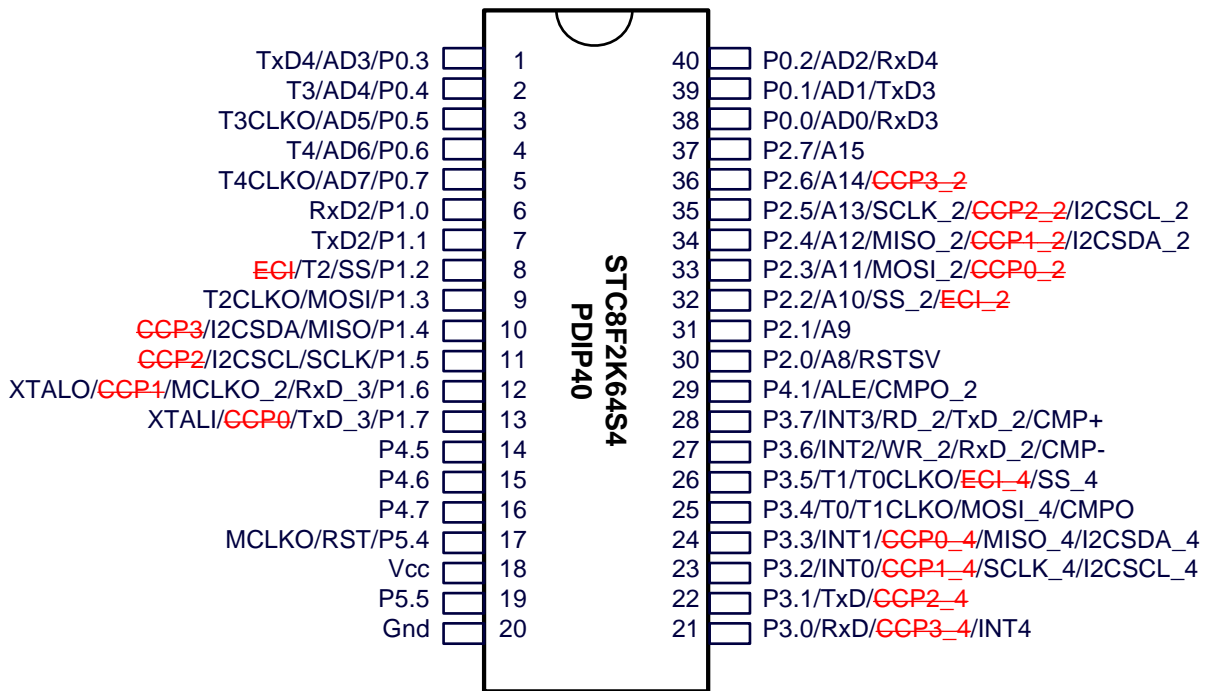 TxD4/AD3/P0.3 1 40 P0.2/AD2/RxD4
T3/AD4/P0.4 2 39 P0.1/AD1/TxD3
T3CLKO/AD5/P0.5 3 38 P0.0/AD0/RxD3
T4/AD6/P0.6 4 37 P2.7/A15
T4CLKO/AD7/P0.7 5 36 P2.6/A14/CCP3_2
RxD2/P1.0 6 35 P2.5/A13/SCLK_2/CCP2_2/I2CSCL_2
TxD2/P1.1 7 34 P2.4/A12/MISO_2/CCP1_2/I2CSDA_2
ECI/T2/SS/P1.2 8 33 P2.3/A11/MOSI_2/CCP0_2
T2CLKO/MOSI/P1.3 9 32 P2.2/A10/SS_2/ECI_2
CCP3/I2CSDA/MISO/P1.4 10 31 P2.1/A9
CCP2/I2CSCL/SCLK/P1.5 11 30 P2.0/A8/RSTSV
XTALO/CCP1/MCLKO_2/RxD_3/P1.6 12 29 P4.1/ALE/CMPO_2
XTALI/CCP0/TxD_3/P1.7 13 28 P3.7/INT3/RD_2/TxD_2/CMP+
P4.5 14 27 P3.6/INT2/WR_2/RxD_2/CMP-
P4.6 15 26 P3.5/T1/T0CLKO/ECI_4/SS_4
P4.7 16 25 P3.4/T0/T1CLKO/MOSI_4/CMPO
MCLKO/RST/P5.4 17 24 P3.3/INT1/CCP0_4/MISO_4/I2CSDA_4
Vcc 18 23 P3.2/INT0/CCP1_4/SCLK_4/I2CSCL_4
P5.5 19 22 P3.1/TxD/CCP2_4
Gnd 20 21 P3.0/RxD/CCP3_4/INT4
STC8F2K64S4
PDIP40